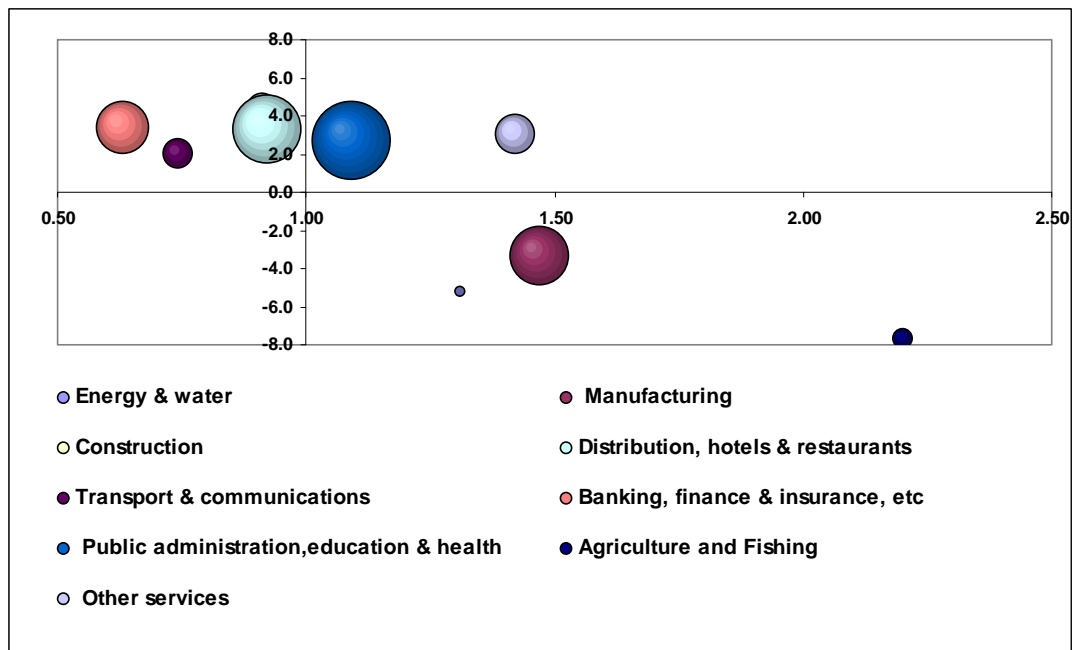 8.0
6.0
4.0
2.0
0.0
0.50 1.00 1.50 2.00 2.50
-2.0
-4.0
-6.0
-8.0
Energy & water Manufacturing
Construction Distribution, hotels & restaurants
Transport & communications Banking, finance & insurance, etc
Public administration,education & health Agriculture and Fishing
Other services